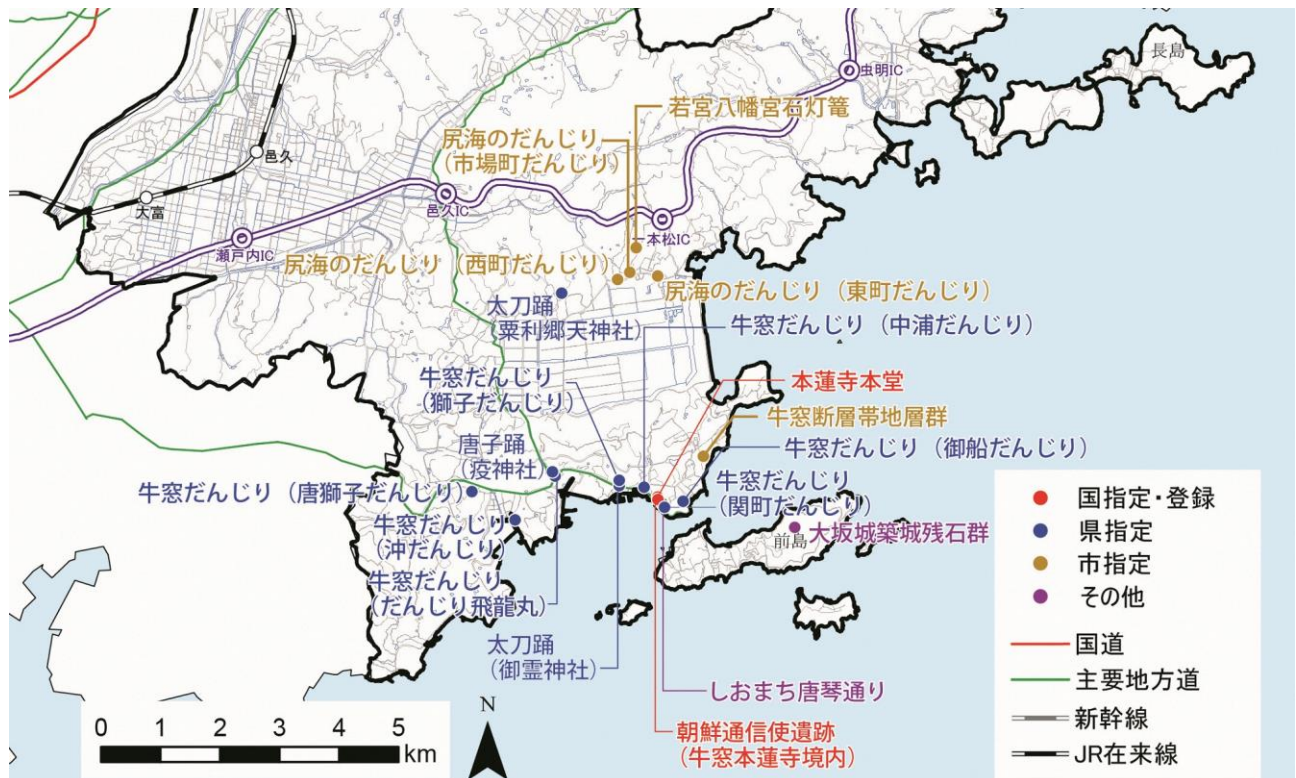 長島
虫明IC
若宮八幡宮石灯篭
尻海のだんじり
(市場町だんじり)
邑久
大富
邑久IC
一本松IC
瀬戸内IC
尻海のだんじり(西町だんじり)
尻海のだんじり(東町だんじり)
太刀踊
(粟利郷天神社)
牛窓だんじり(中浦だんじり)
牛窓だんじり
(獅子だんじり)
本蓮寺本堂
牛窓断層帯地層群
唐子踊
(疫神社)
牛窓だんじり(御船だんじり)
牛窓だんじり(唐獅子だんじり)
牛窓だんじり
(関町だんじり)
牛窓だんじり
(沖だんじり)
大坂城築城残石群
前島
牛窓だんじり
(だんじり飛龍丸)
太刀踊
(御霊神社)
しおまち唐琴通り
朝鮮通信使遺跡
(牛窓本蓮寺境内)
国指定・登録
県指定
市指定
その他
国道
主要地方道
新幹線
JR在来線
0 1 2 3 4 5
km
N